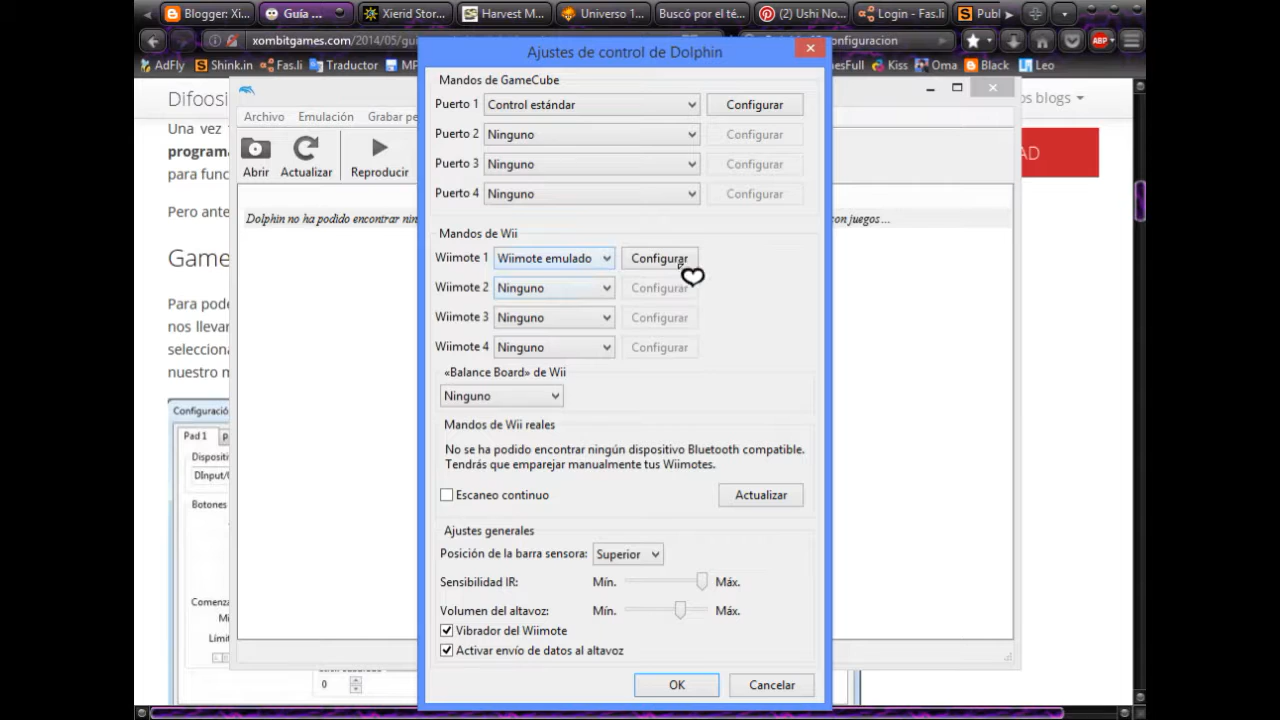 Blogger: Xi...
Guía ...
Xierid Stor...
Harvest M...
Universo 1...
Buscó por el té...
(2) Ushi No...
Login - Fas.li
Publ
xombitgames.com/2014/05/gui
onfiguracion
ABP
AdFly
Shink.in
Fas.li
Traductor
MP
esFull
Kiss
Oma
Black
Leo
Difoosi
os blogs
Una vez
programa
para func
AD
Pero ante
Game
Para pode
nos llevar
selecciona
nuestro m
Configuració
Pad 1
P
Dispositi
DInput/
Botones
Comenza
Mi
Límit
0
Archivo
Emulación
Grabar pe
Abrir
Actualizar
Reproducir
Dolphin no ha podido encontrar nin
con juegos ...
Ajustes de control de Dolphin
Mandos de GameCube
Puerto 1 Control estándar Configurar
Puerto 2 Ninguno Configurar
Puerto 3 Ninguno Configurar
Puerto 4 Ninguno Configurar
Mandos de Wii
Wiimote 1 Wiimote emulado Configurar
Wiimote 2 Ninguno Configurar
Wiimote 3 Ninguno Configurar
Wiimote 4 Ninguno Configurar
«Balance Board» de Wii
Ninguno
Mandos de Wii reales
No se ha podido encontrar ningún dispositivo Bluetooth compatible.
Tendrás que emparejar manualmente tus Wiimotes.
Escaneo continuo Actualizar
Ajustes generales
Posición de la barra sensora: Superior
Sensibilidad IR: Mín. Máx.
Volumen del altavoz: Mín. Máx.
Vibrador del Wiimote
Activar envío de datos al altavoz
OK Cancelar